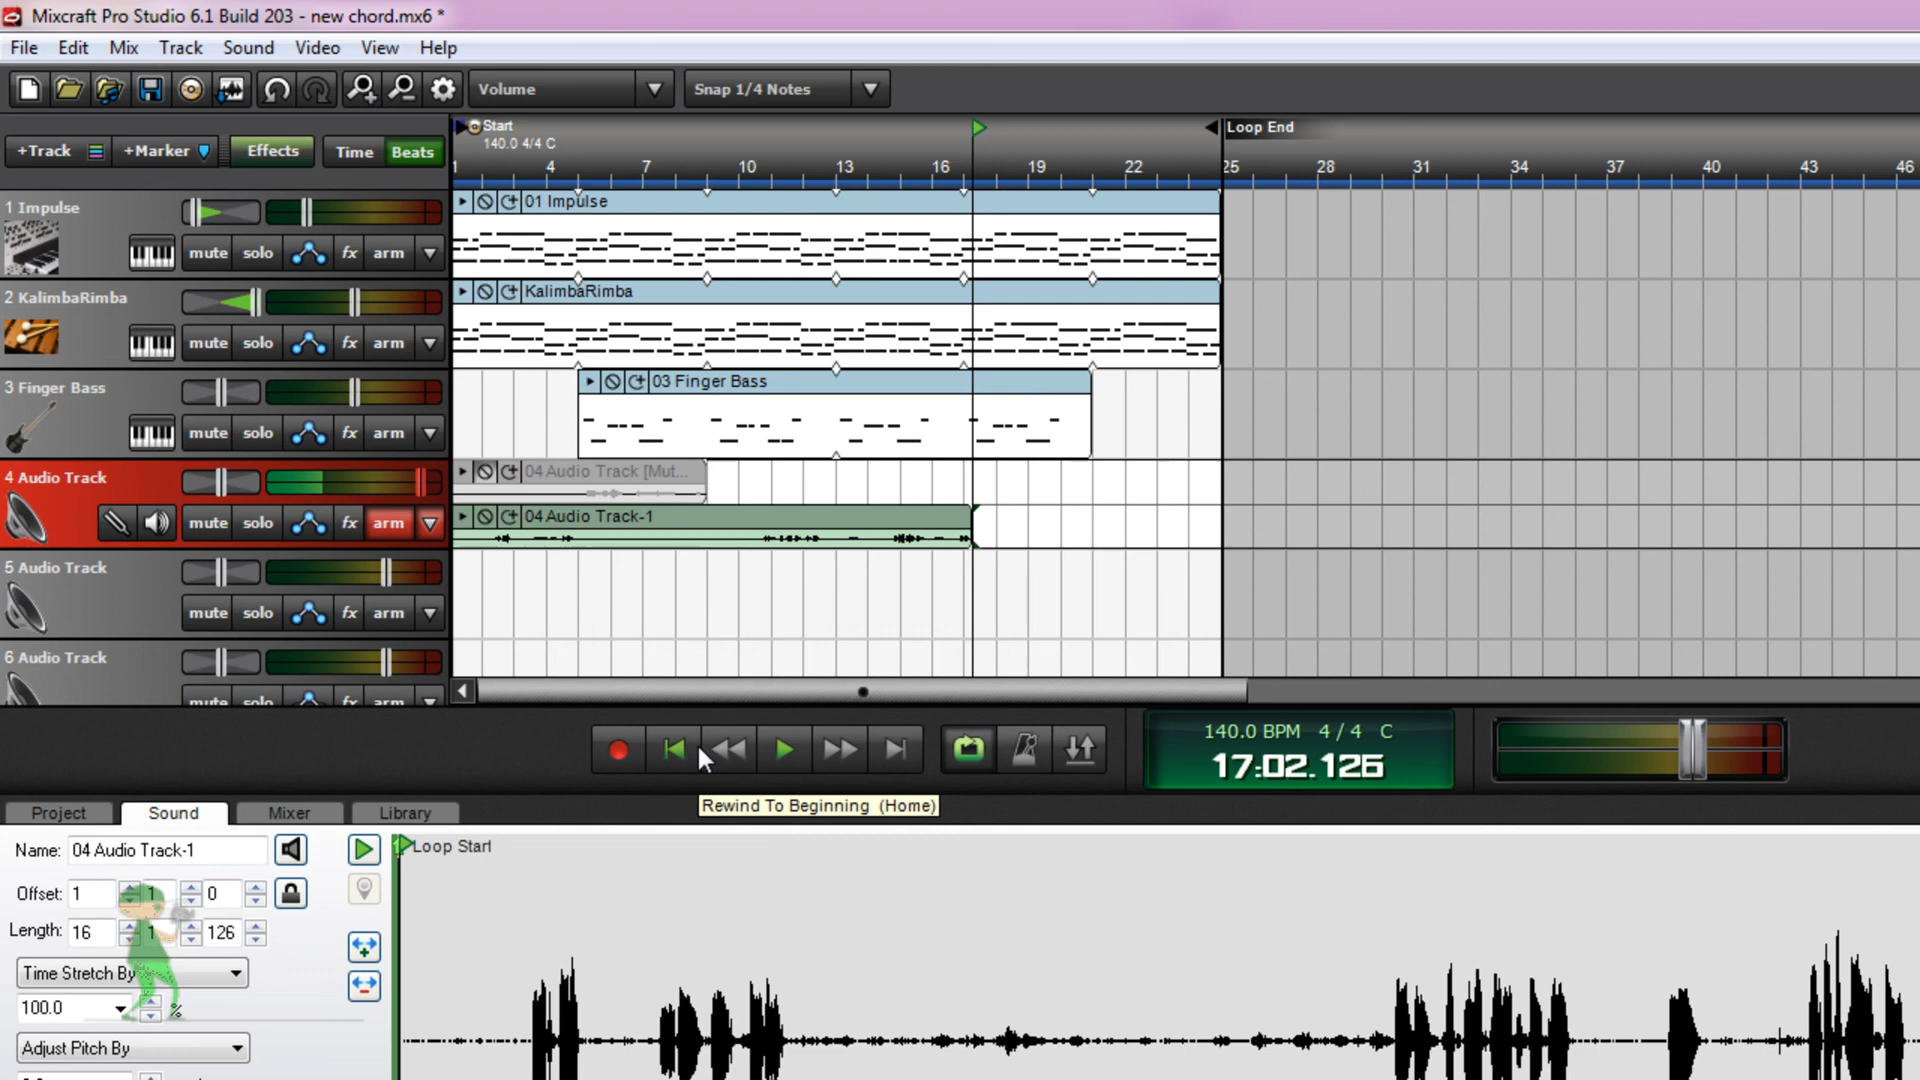 Mixcraft Pro Studio 6.1 Build 203 - new chord.mx6 *
File Edit Mix Track Sound Video View Help
Volume Snap 1/4 Notes
+Track +Marker Effects Time Beats
Start Loop End
140.0 4/4 C
1 4 7 10 13 16 19 22 25 28 31 34 37 40 43 46
1 Impulse 01 Impulse
mute solo fx arm
2 KalimbaRimba KalimbaRimba
mute solo fx arm
3 Finger Bass 03 Finger Bass
mute solo fx arm
4 Audio Track 04 Audio Track [Mut...
mute solo fx arm 04 Audio Track-1
5 Audio Track
mute solo fx arm
6 Audio Track
mute solo fx arm
140.0 BPM 4 / 4 C
17:02.126
Rewind To Beginning (Home)
Project Sound Mixer Library
Name: 04 Audio Track-1 Loop Start
Offset: 1 1 0
Length: 16 1 126
Time Stretch By
100.0 %
Adjust Pitch By